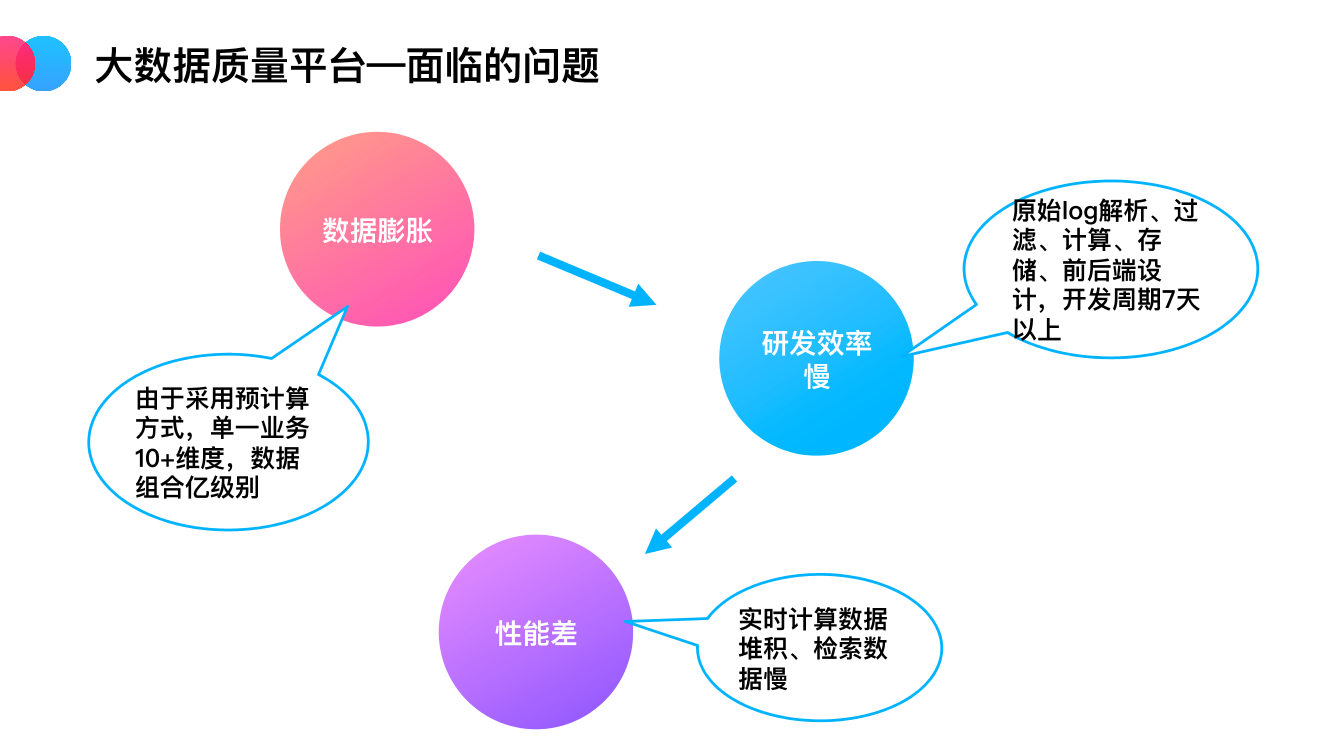 大数据质量平台—面临的问题
数据膨胀
由于采用预计算
方式，单一业务
10+维度，数据
组合亿级别
研发效率
慢
原始log解析、过
滤、计算、存
储、前后端设
计，开发周期7天
以上
性能差
实时计算数据
堆积、检索数
据慢